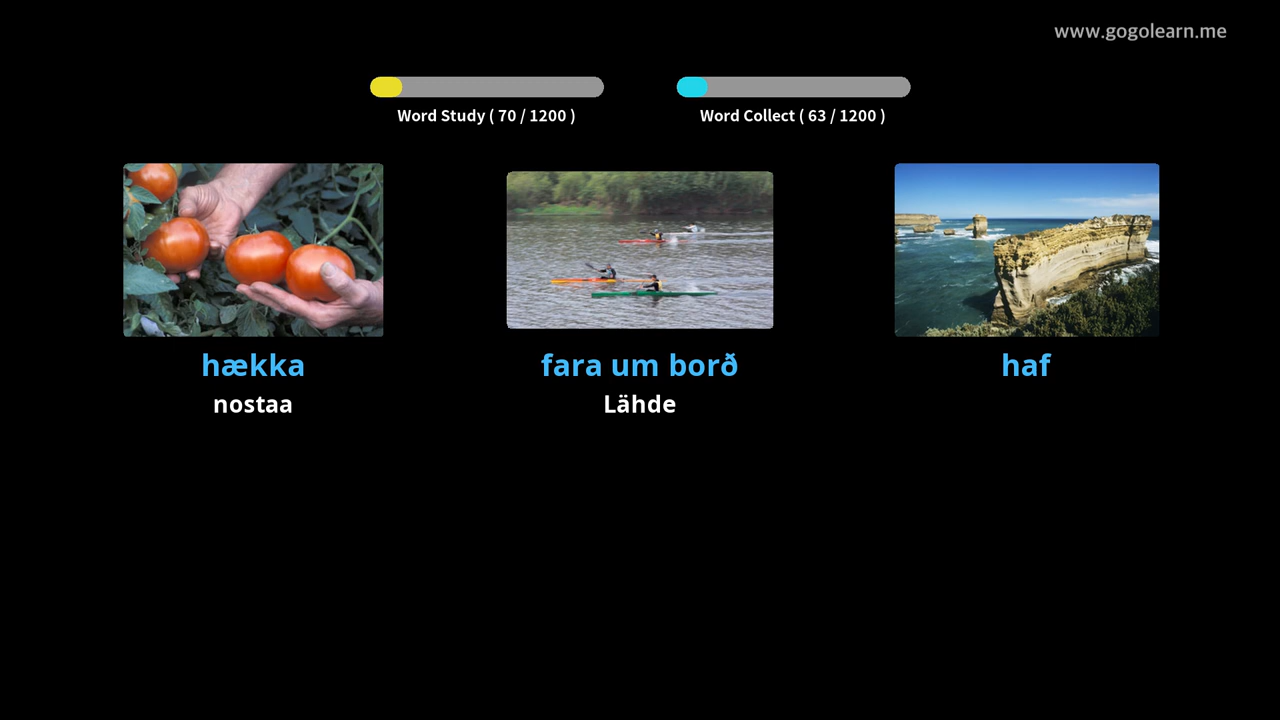 www.gogolearn.me
Word Study ( 70 / 1200 )
Word Collect ( 63 / 1200 )
hækka
nostaa
fara um borð
Lähde
haf